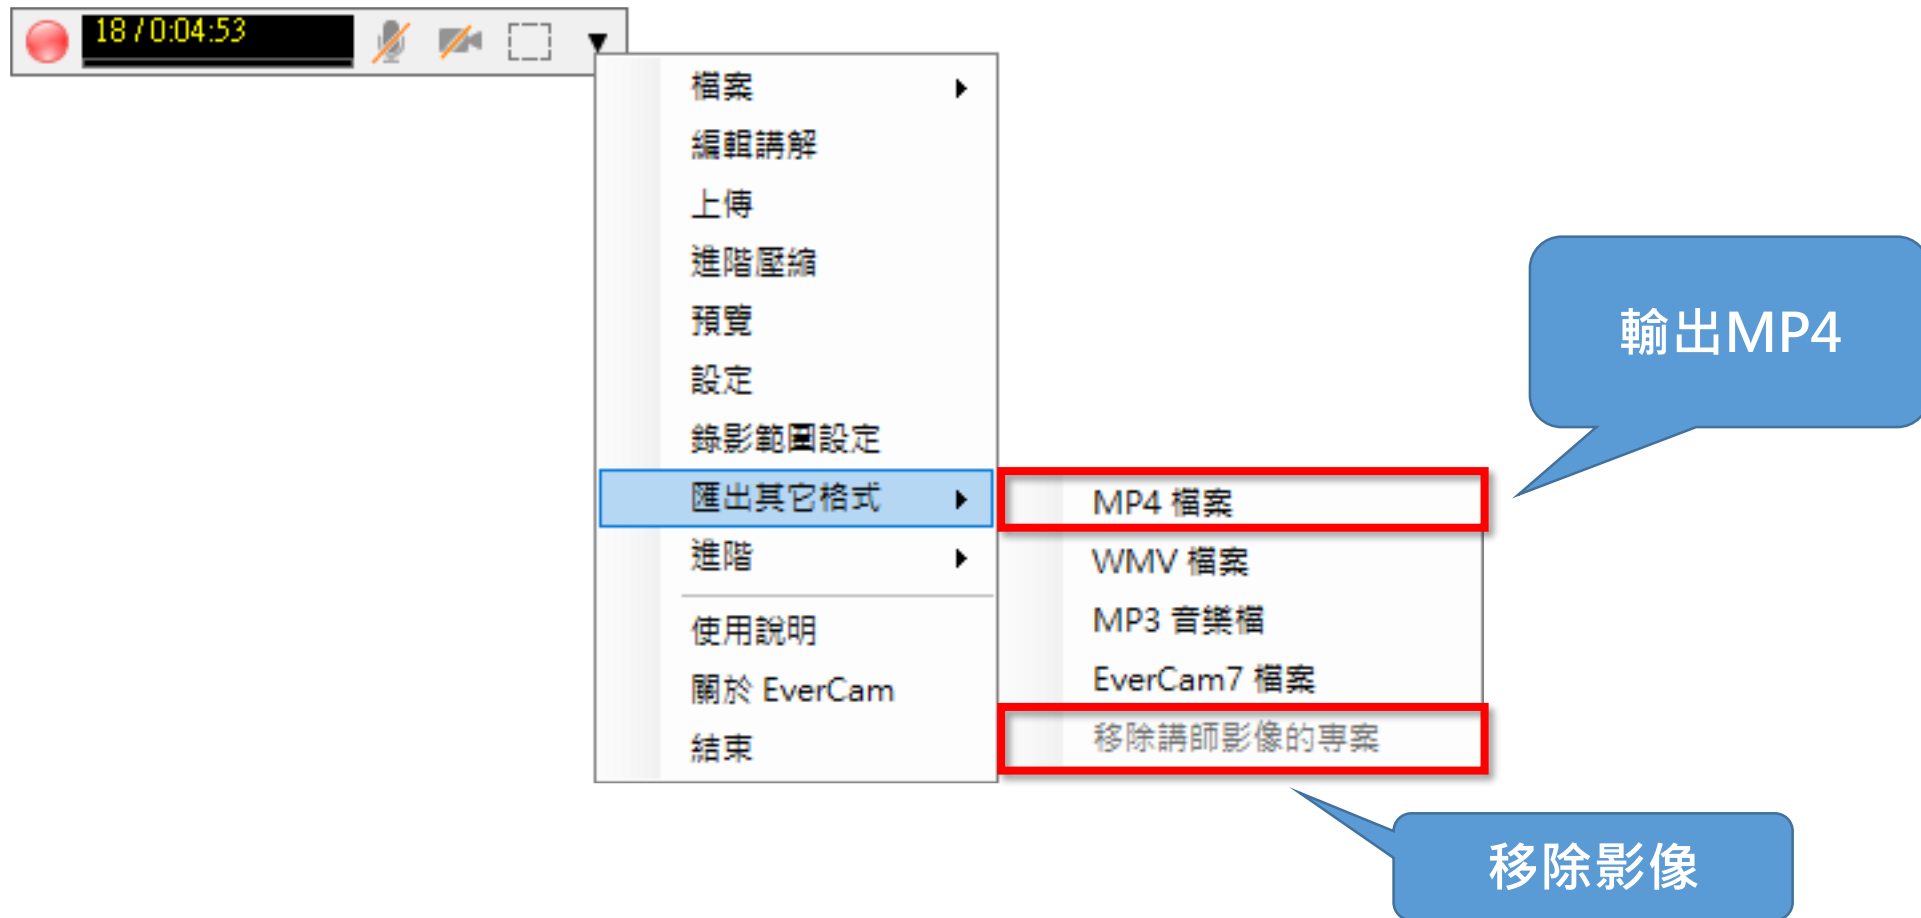 18 / 0:04:53
檔案
編輯講解
上傳
進階壓縮
預覽
設定
錄影範圍設定
匯出其它格式
進階
使用說明
關於 EverCam
結束
MP4 檔案
WMV 檔案
MP3 音樂檔
EverCam7 檔案
移除講師影像的專案
輸出MP4
移除影像